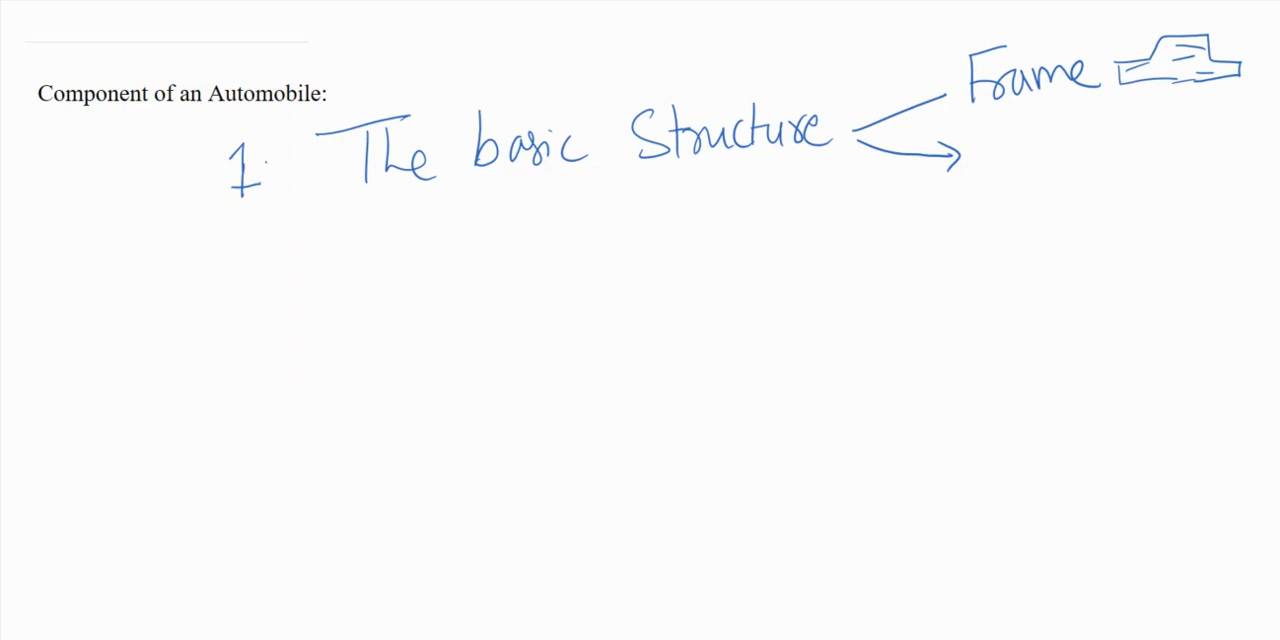 Component of an Automobile:
1. The basic Structure
Frame